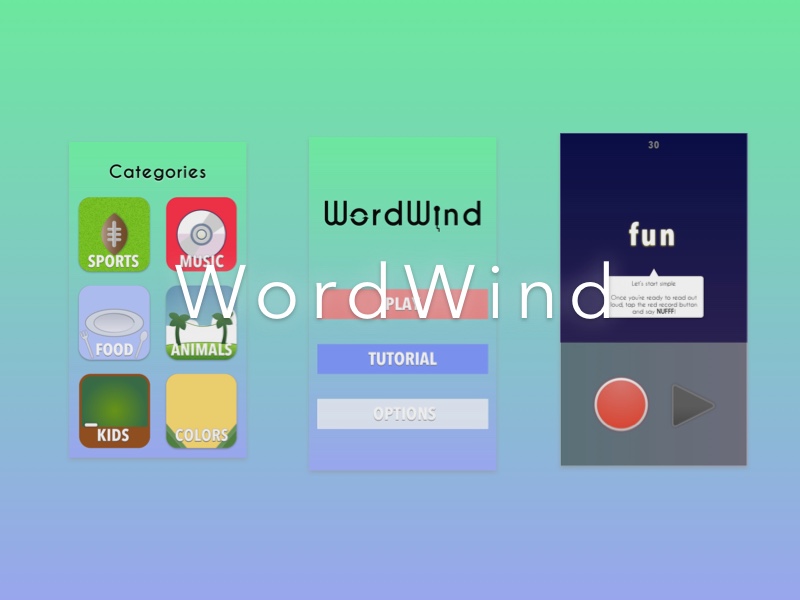 Categories
SPORTS
MUSIC
FOOD
ANIMALS
KIDS
COLORS
WordWind
PLAY
TUTORIAL
OPTIONS
WordWind
30
fun
Let's start simple
Once you're ready to read out
loud, tap the red record button
and say NUFFF!